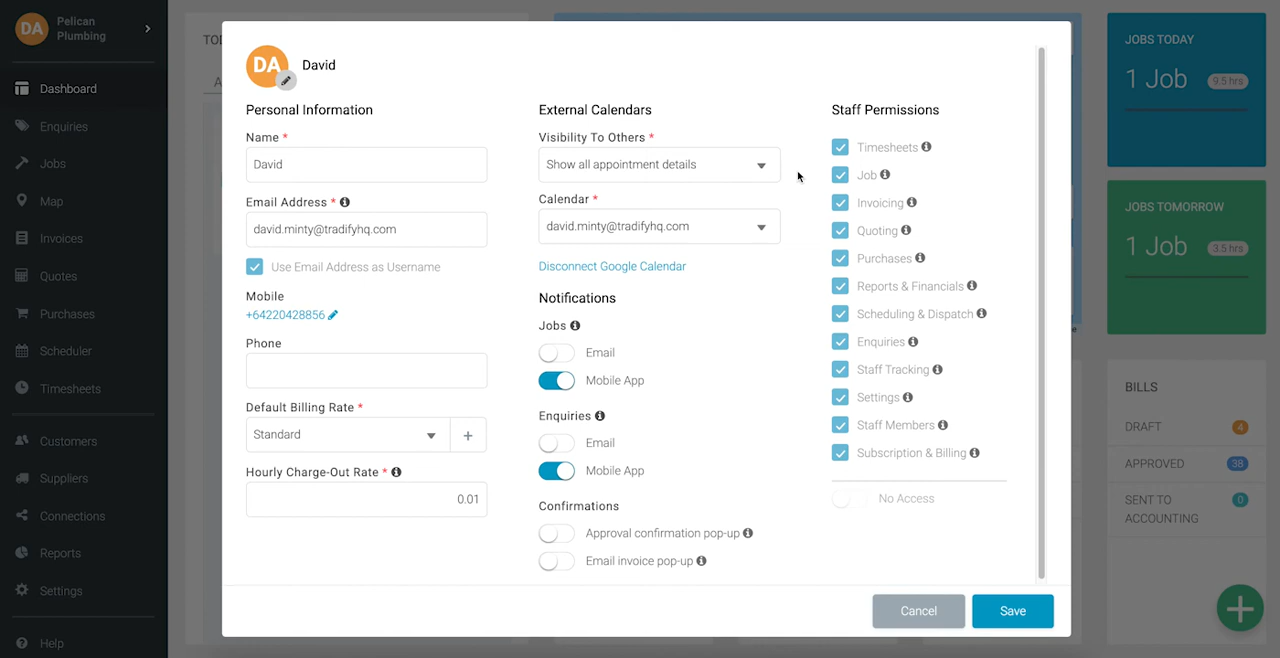 DA
Pelican
Plumbing
Dashboard
Enquiries
Jobs
Map
Invoices
Quotes
Purchases
Scheduler
Timesheets
Customers
Suppliers
Connections
Reports
Settings
Help
DA
David
Personal Information
Name *
David
Email Address *
david.minty@tradifyhq.com
Use Email Address as Username
Mobile
+64220428856
Phone
Default Billing Rate *
Standard
+
Hourly Charge-Out Rate *
0.01
External Calendars
Visibility To Others *
Show all appointment details
Calendar *
david.minty@tradifyhq.com
Disconnect Google Calendar
Notifications
Jobs
Email
Mobile App
Enquiries
Email
Mobile App
Confirmations
Approval confirmation pop-up
Email invoice pop-up
Staff Permissions
Timesheets
Job
Invoicing
Quoting
Purchases
Reports & Financials
Scheduling & Dispatch
Enquiries
Staff Tracking
Settings
Staff Members
Subscription & Billing
No Access
Cancel
Save
JOBS TODAY
1 Job 9.5 hrs
JOBS TOMORROW
1 Job 3.5 hrs
BILLS
DRAFT 4
APPROVED 38
SENT TO 0
ACCOUNTING